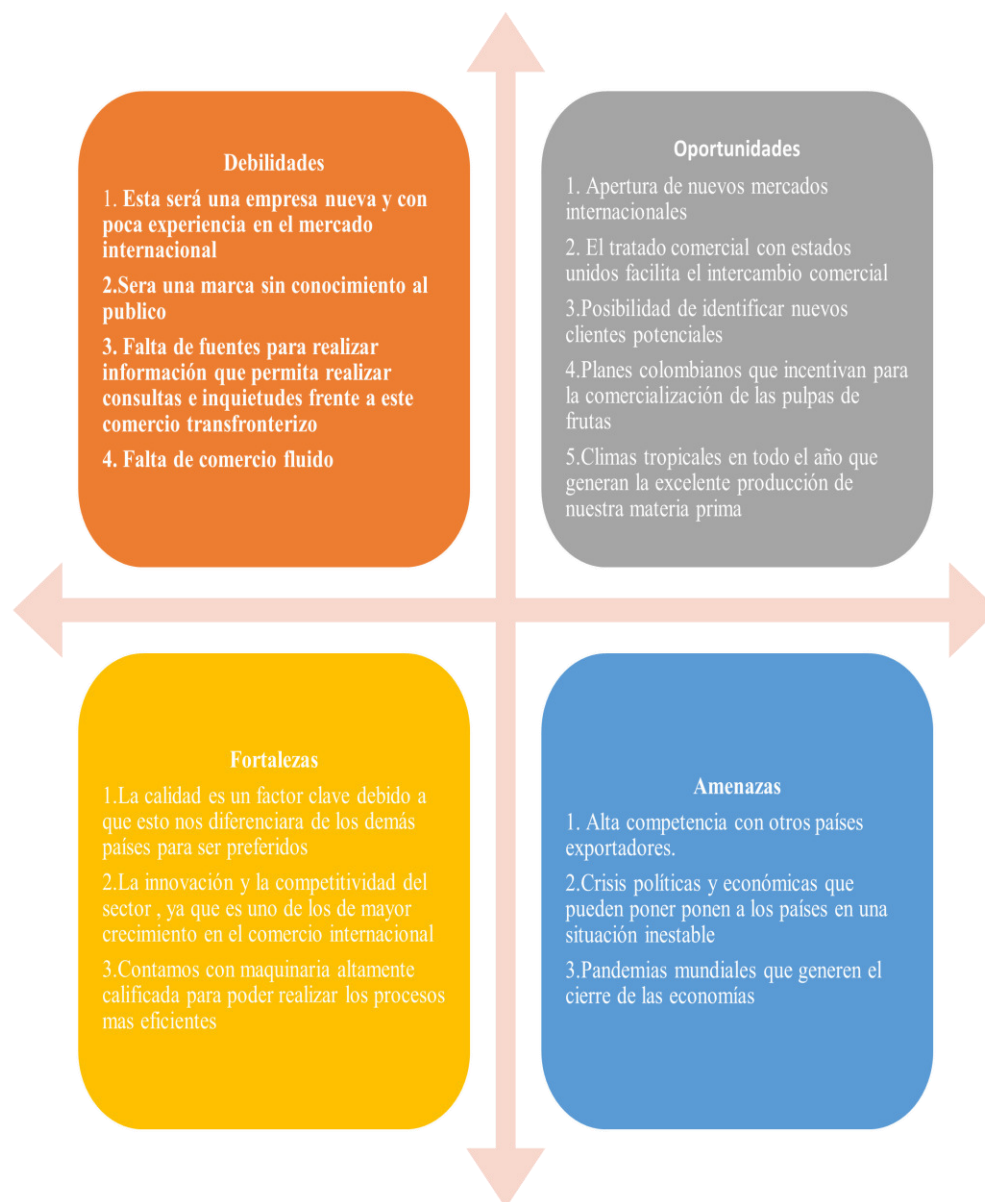 Debilidades
1. Esta será una empresa nueva y con
poca experiencia en el mercado
internacional
2.Sera una marca sin conocimiento al
publico
3. Falta de fuentes para realizar
información que permita realizar
consultas e inquietudes frente a este
comercio transfronterizo
4. Falta de comercio fluido
Oportunidades
1. Apertura de nuevos mercados
internacionales
2. El tratado comercial con estados
unidos facilita el intercambio comercial
3.Posibilidad de identificar nuevos
clientes potenciales
4.Planes colombianos que incentivan para
la comercialización de las pulpas de
frutas
5.Climas tropicales en todo el año que
generan la excelente producción de
nuestra materia prima
Fortalezas
1.La calidad es un factor clave debido a
que esto nos diferenciara de los demás
países para ser preferidos
2.La innovación y la competitividad del
sector , ya que es uno de los de mayor
crecimiento en el comercio internacional
3.Contamos con maquinaria altamente
calificada para poder realizar los procesos
mas eficientes
Amenazas
1. Alta competencia con otros países
exportadores.
2.Crisis políticas y económicas que
pueden poner ponen a los países en una
situación inestable
3.Pandemias mundiales que generen el
cierre de las economías